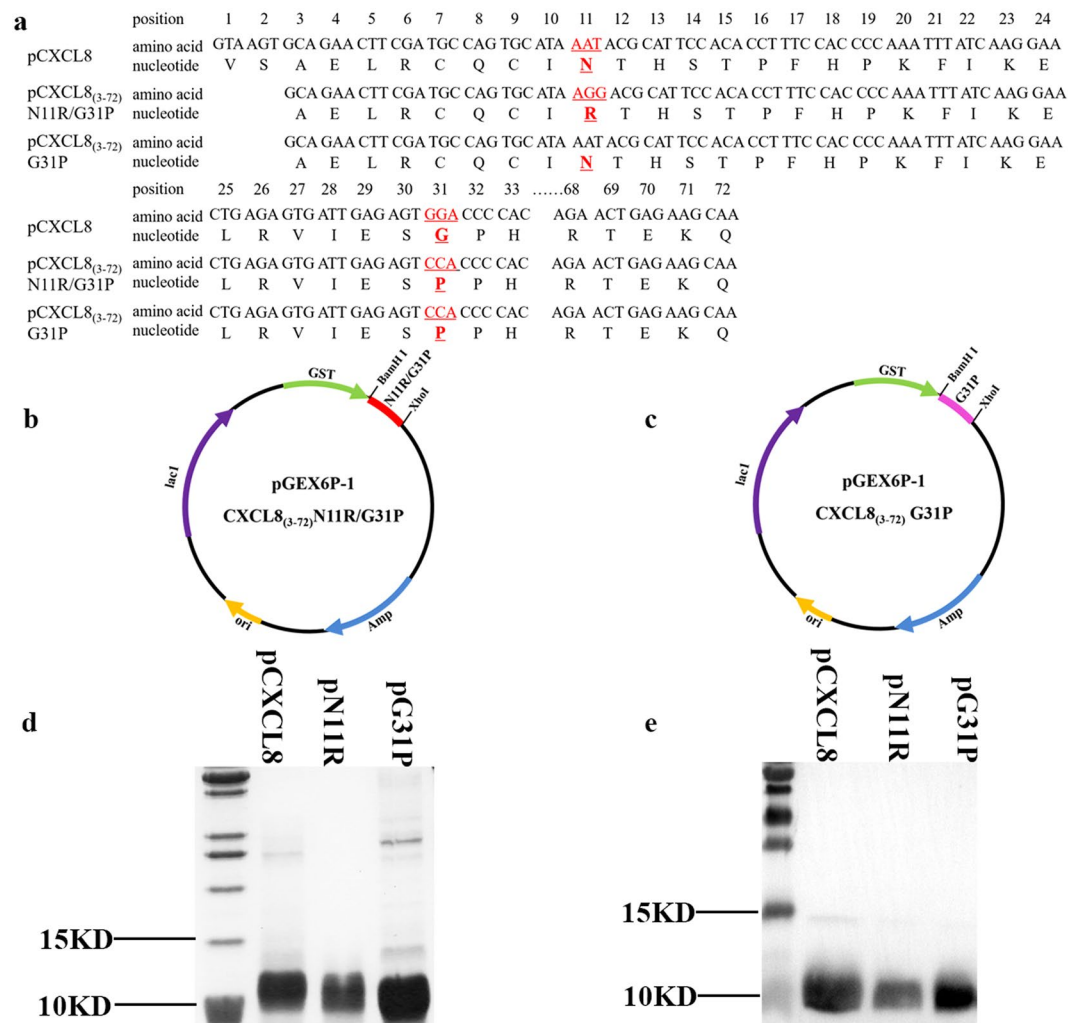 a
position 1 2 3 4 5 6 7 8 9 10 11 12 13 14 15 16 17 18 19 20 21 22 23 24
pCXCL8
amino acid GTA AGT GCA GAA CTT CGA TGC CAG TGC ATA AAT ACG CAT TCC ACA CCT TTC CAC CCC AAA TTT ATC AAG GAA
nucleotide V S A E L R C Q C I N T H S T P F H P K F I K E
pCXCL8(3-72) amino acid GCA GAA CTT CGA TGC CAG TGC ATA AGG ACG CAT TCC ACA CCT TTC CAC CCC AAA TTT ATC AAG GAA
N11R/G31P nucleotide A E L R C Q C I R T H S T P F H P K F I K E
pCXCL8(3-72) amino acid GCA GAA CTT CGA TGC CAG TGC ATA AAT ACG CAT TCC ACA CCT TTC CAC CCC AAA TTT ATC AAG GAA
G31P nucleotide A E L R C Q C I N T H S T P F H P K F I K E
position 25 26 27 28 29 30 31 32 33 ......68 69 70 71 72
pCXCL8
amino acid CTG AGA GTG ATT GAG AGT GGA CCC CAC AGA ACT GAG AAG CAA
nucleotide L R V I E S G P H R T E K Q
pCXCL8(3-72) amino acid CTG AGA GTG ATT GAG AGT CCA CCC CAC AGA ACT GAG AAG CAA
N11R/G31P nucleotide L R V I E S P P H R T E K Q
pCXCL8(3-72) amino acid CTG AGA GTG ATT GAG AGT CCA CCC CAC AGA ACT GAG AAG CAA
G31P nucleotide L R V I E S P P H R T E K Q
b
GST
BamH I
N11R/G31P
XhoI
lacI
pGEX6P-1
CXCL8(3-72)N11R/G31P
ori
Amp
c
GST
BamH I
G31P
XhoI
lacI
pGEX6P-1
CXCL8(3-72) G31P
ori
Amp
d
pCXCL8
pN11R
pG31P
15KD
10KD
e
pCXCL8
pN11R
pG31P
15KD
10KD